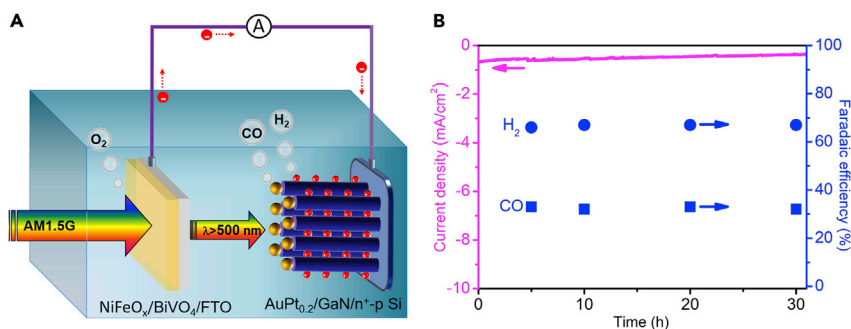 A
A
O₂
CO
H₂
AM1.5G
λ>500 nm
NiFeOₓ/BiVO₄/FTO
AuPt₀.₂/GaN/n⁺-p Si
B
Current density (mA/cm²)
0
-2
-4
-6
-8
-10
H₂
CO
0
10
20
30
Time (h)
100
80
60
40
20
0
Faradaic efficiency (%)